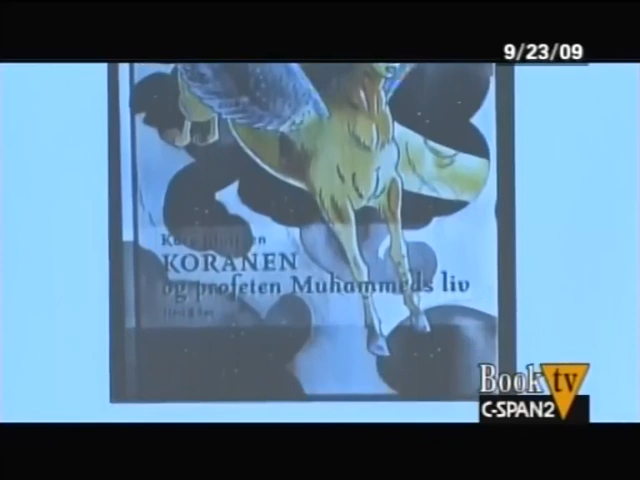 9/23/09
KORANEN
og profeten Muhammeds liv
Book tv
C-SPAN2